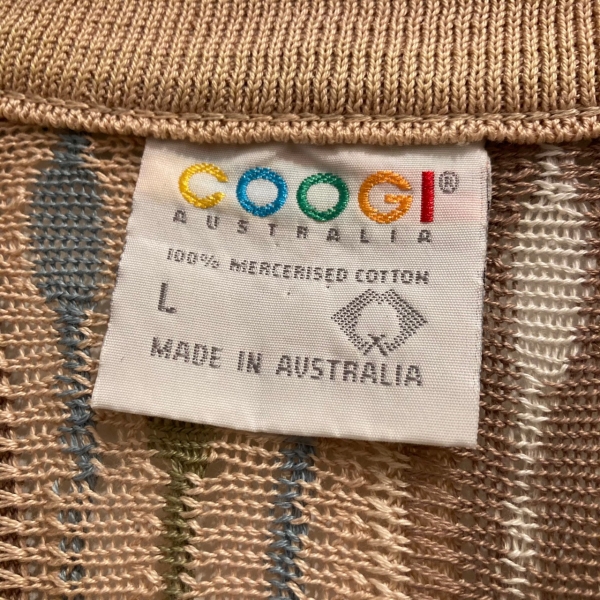 COOGI®
AUSTRALIA
100% MERCERISED COTTON
L
MADE IN AUSTRALIA